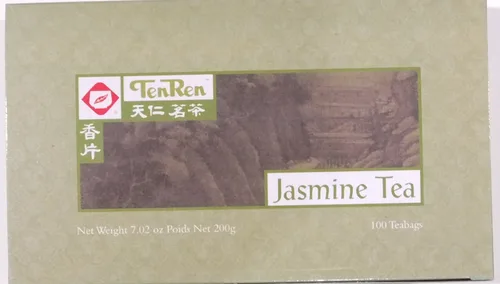 TenRen
天仁茗茶
香片
Jasmine Tea
Net Weight 7.02 oz Poids Net 200g
100 Teabags